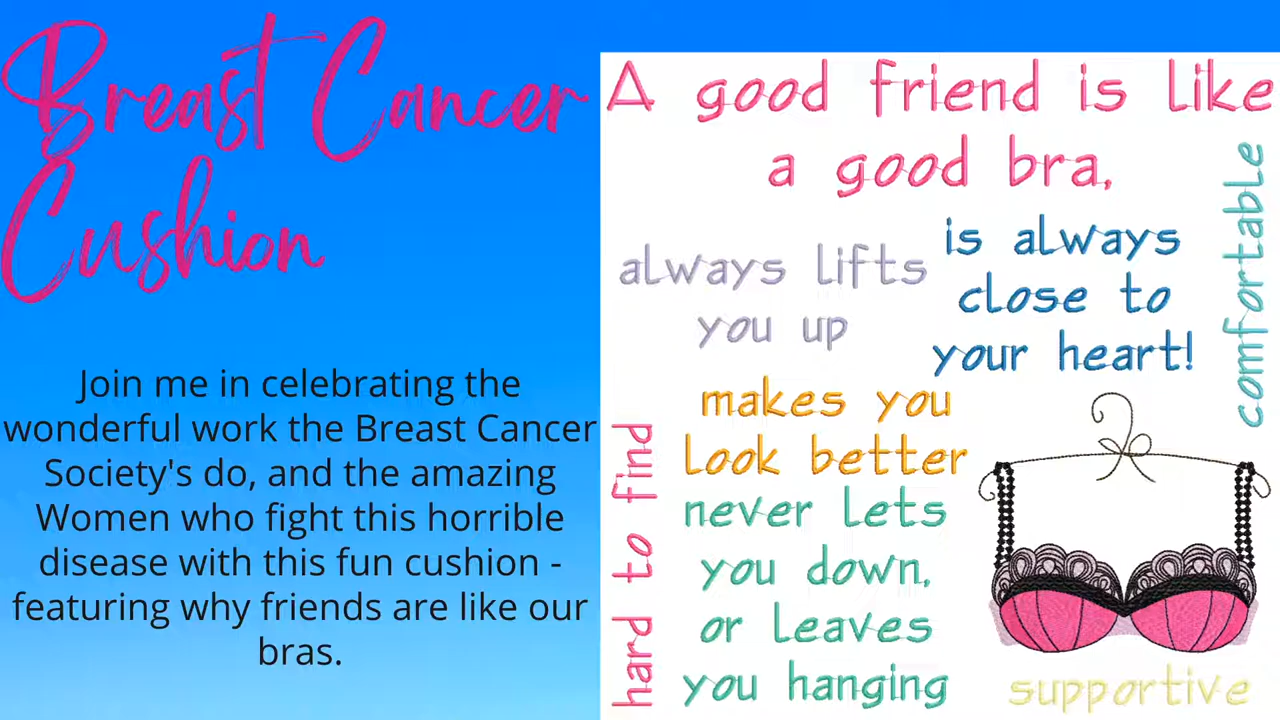 Breast Cancer
Cushion
Join me in celebrating the
wonderful work the Breast Cancer
Society's do, and the amazing
Women who fight this horrible
disease with this fun cushion -
featuring why friends are like our
bras.
A good friend is like
a good bra,
always lifts
you up
is always
close to
your heart!
comfortable
makes you
look better
hard to find
never lets
you down,
or leaves
you hanging
supportive